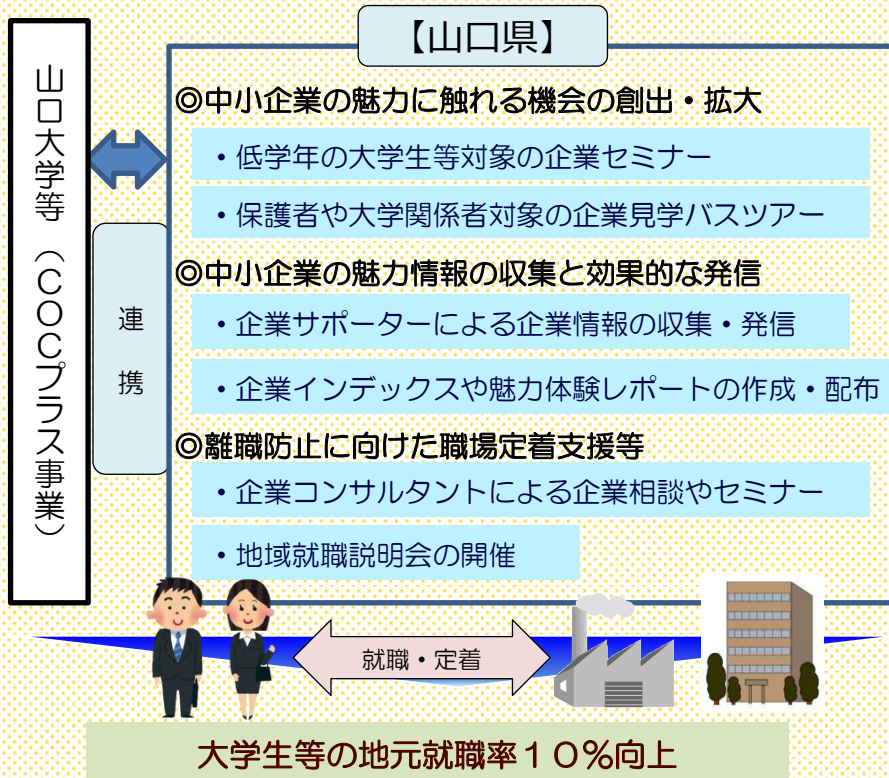 【山口県】
山口大学等（COCプラス事業）
連携
◎中小企業の魅力に触れる機会の創出・拡大
・低学年の大学生等対象の企業セミナー
・保護者や大学関係者対象の企業見学バスツアー
◎中小企業の魅力情報の収集と効果的な発信
・企業サポーターによる企業情報の収集・発信
・企業インデックスや魅力体験レポートの作成・配布
◎離職防止に向けた職場定着支援等
・企業コンサルタントによる企業相談やセミナー
・地域就職説明会の開催
就職・定着
大学生等の地元就職率１０％向上